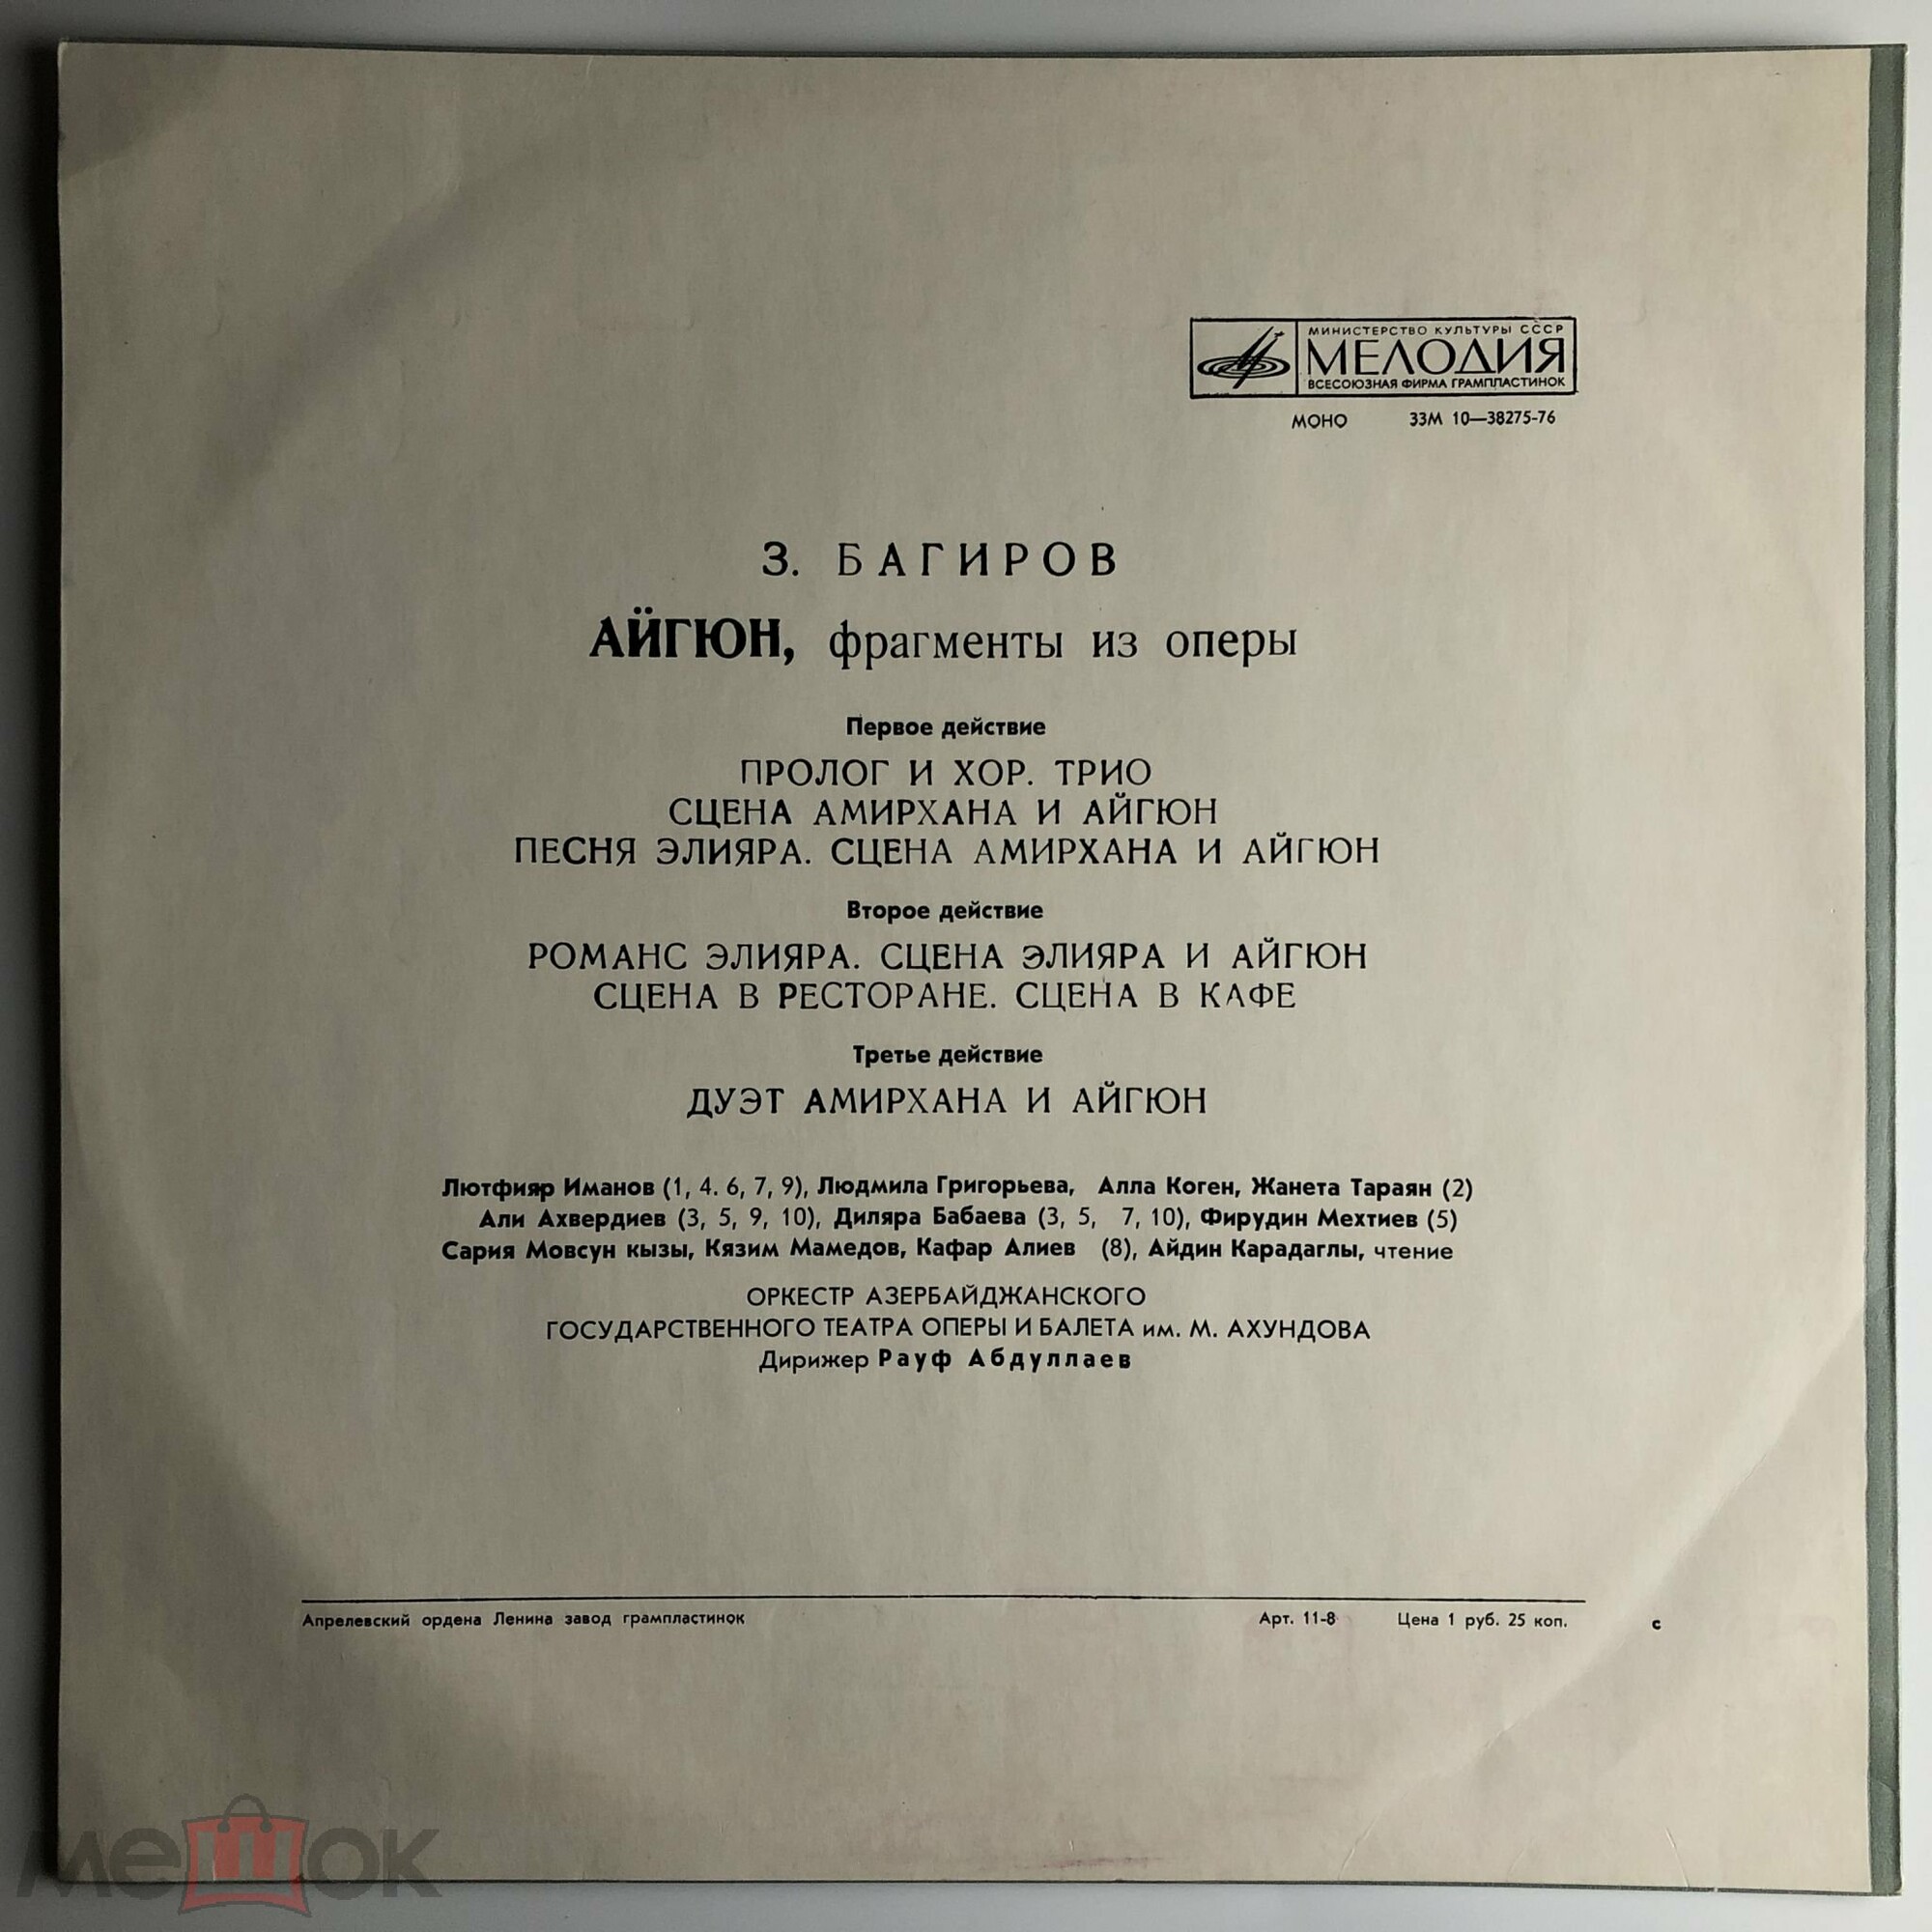 МИНИСТЕРСТВО КУЛЬТУРЫ СССР
МЕЛОДИЯ
ВСЕСОЮЗНАЯ ФИРМА ГРАМПЛАСТИНОК
МОНО 33М 10—38275-76
З. БАГИРОВ
АЙГЮН, фрагменты из оперы
Первое действие
ПРОЛОГ И ХОР. ТРИО
СЦЕНА АМИРХАНА И АЙГЮН
ПЕСНЯ ЭЛИЯРА. СЦЕНА АМИРХАНА И АЙГЮН
Второе действие
РОМАНС ЭЛИЯРА. СЦЕНА ЭЛИЯРА И АЙГЮН
СЦЕНА В РЕСТОРАНЕ. СЦЕНА В КАФЕ
Третье действие
ДУЭТ АМИРХАНА И АЙГЮН
Лютфияр Иманов (1, 4. 6, 7, 9), Людмила Григорьева, Алла Коген, Жанета Тараян (2)
Али Ахвердиев (3, 5, 9, 10), Диляра Бабаева (3, 5, 7, 10), Фирудин Мехтиев (5)
Сария Мовсун кызы, Кязим Мамедов, Кафар Алиев (8), Айдин Карадаглы, чтение
ОРКЕСТР АЗЕРБАЙДЖАНСКОГО
ГОСУДАРСТВЕННОГО ТЕАТРА ОПЕРЫ И БАЛЕТА им. М. АХУНДОВА
Дирижер Рауф Абдуллаев
Апрелевский ордена Ленина завод грампластинок Арт. 11-8 Цена 1 руб. 25 коп. с
мешок